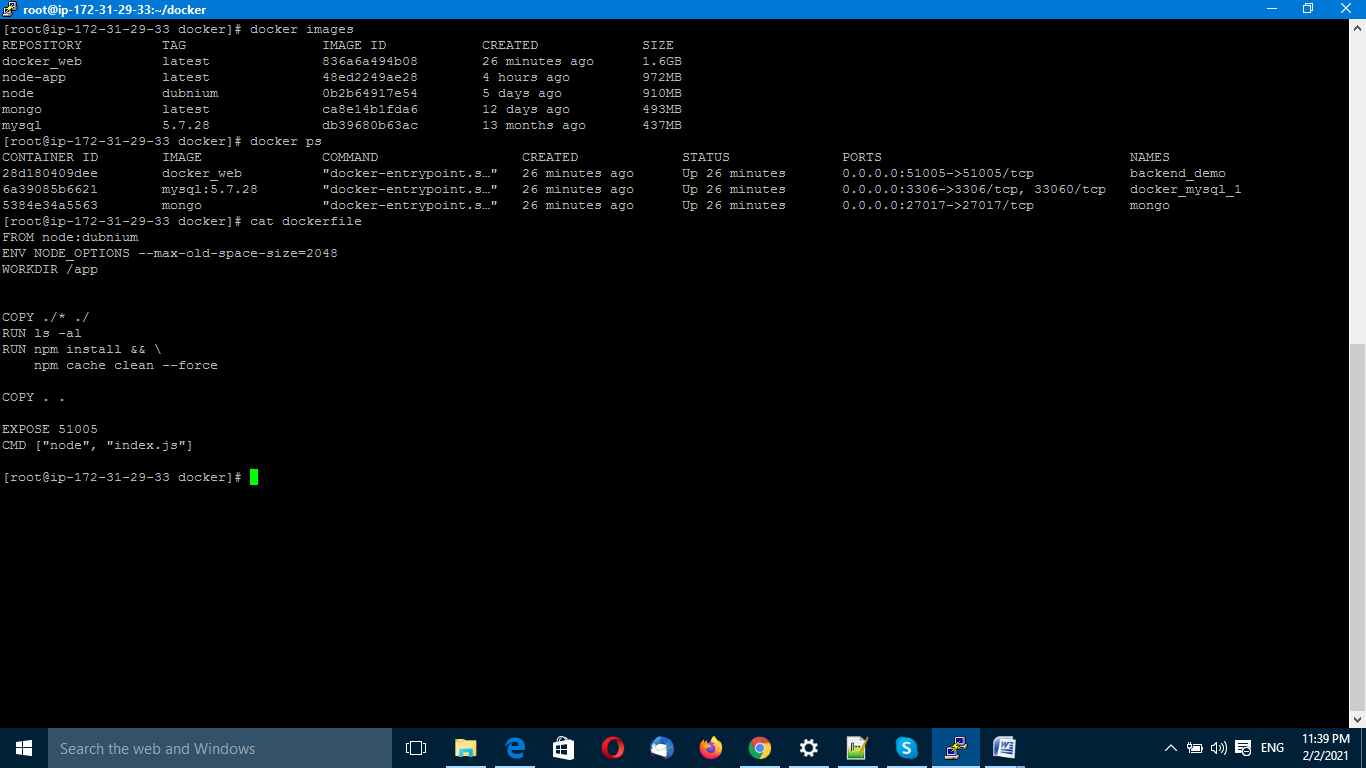 root@ip-172-31-29-33:~/docker
[root@ip-172-31-29-33 docker]# docker images
REPOSITORY          TAG                 IMAGE ID            CREATED             SIZE
docker_web          latest              836a6a494b08        26 minutes ago      1.6GB
node-app            latest              48ed2249ae28        4 hours ago         972MB
node                dubnium             0b2b64917e54        5 days ago          910MB
mongo               latest              ca8e14b1fda6        12 days ago         493MB
mysql               5.7.28              db39680b63ac        13 months ago       437MB
[root@ip-172-31-29-33 docker]# docker ps
CONTAINER ID        IMAGE               COMMAND                  CREATED             STATUS              PORTS                               NAMES
28d180409dee        docker_web          "docker-entrypoint.s…"   26 minutes ago      Up 26 minutes       0.0.0.0:51005->51005/tcp            backend_demo
6a39085b6621        mysql:5.7.28        "docker-entrypoint.s…"   26 minutes ago      Up 26 minutes       0.0.0.0:3306->3306/tcp, 33060/tcp   docker_mysql_1
5384e34a5563        mongo               "docker-entrypoint.s…"   26 minutes ago      Up 26 minutes       0.0.0.0:27017->27017/tcp            mongo
[root@ip-172-31-29-33 docker]# cat dockerfile
FROM node:dubnium
ENV NODE_OPTIONS --max-old-space-size=2048
WORKDIR /app
COPY ./* ./
RUN ls -al
RUN npm install && \
    npm cache clean --force
COPY . .
EXPOSE 51005
CMD ["node", "index.js"]
[root@ip-172-31-29-33 docker]#
Search the web and Windows
ENG
11:39 PM
2/2/2021